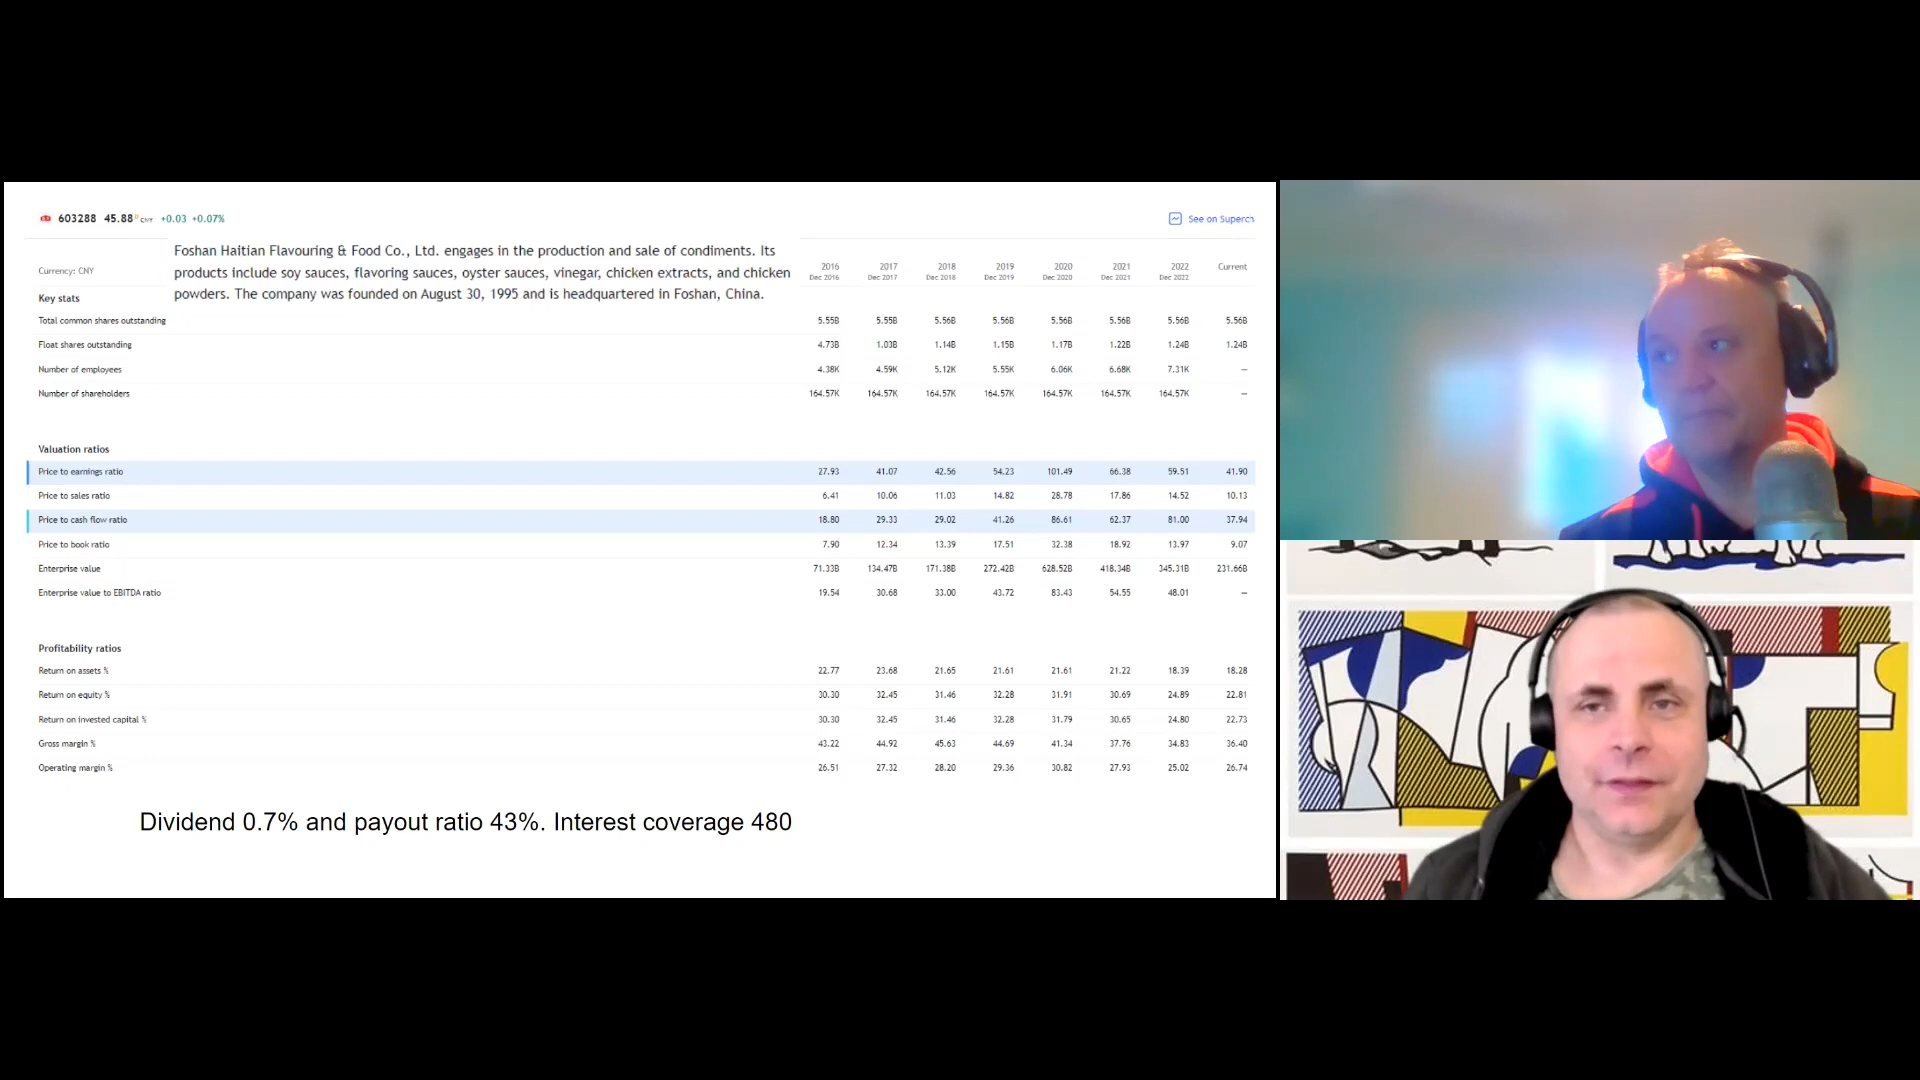 603288 45.88 D CNY +0.03 +0.07%
See on Superch
Foshan Haitian Flavouring & Food Co., Ltd. engages in the production and sale of condiments. Its
products include soy sauces, flavoring sauces, oyster sauces, vinegar, chicken extracts, and chicken
powders. The company was founded on August 30, 1995 and is headquartered in Foshan, China.
Currency: CNY
2016 2017 2018 2019 2020 2021 2022 Current
Dec 2016 Dec 2017 Dec 2018 Dec 2019 Dec 2020 Dec 2021 Dec 2022
Key stats
Total common shares outstanding 5.55B 5.55B 5.56B 5.56B 5.56B 5.56B 5.56B 5.56B
Float shares outstanding 4.73B 1.03B 1.14B 1.15B 1.17B 1.22B 1.24B 1.24B
Number of employees 4.38K 4.59K 5.12K 5.55K 6.06K 6.68K 7.31K —
Number of shareholders 164.57K 164.57K 164.57K 164.57K 164.57K 164.57K 164.57K —
Valuation ratios
Price to earnings ratio 27.93 41.07 42.56 54.23 101.49 66.38 59.51 41.90
Price to sales ratio 6.41 10.06 11.03 14.82 28.78 17.86 14.52 10.13
Price to cash flow ratio 18.80 29.33 29.02 41.26 86.61 62.37 81.00 37.94
Price to book ratio 7.90 12.34 13.39 17.51 32.38 18.92 13.97 9.07
Enterprise value 71.33B 134.47B 171.38B 272.42B 628.52B 418.34B 345.31B 231.66B
Enterprise value to EBITDA ratio 19.54 30.68 33.00 43.72 83.43 54.55 48.01 —
Profitability ratios
Return on assets % 22.77 23.68 21.65 21.61 21.61 21.22 18.39 18.28
Return on equity % 30.30 32.45 31.46 32.28 31.91 30.69 24.89 22.81
Return on invested capital % 30.30 32.45 31.46 32.28 31.79 30.65 24.80 22.73
Gross margin % 43.22 44.92 45.63 44.69 41.34 37.76 34.83 36.40
Operating margin % 26.51 27.32 28.20 29.36 30.82 27.93 25.02 26.74
Dividend 0.7% and payout ratio 43%. Interest coverage 480